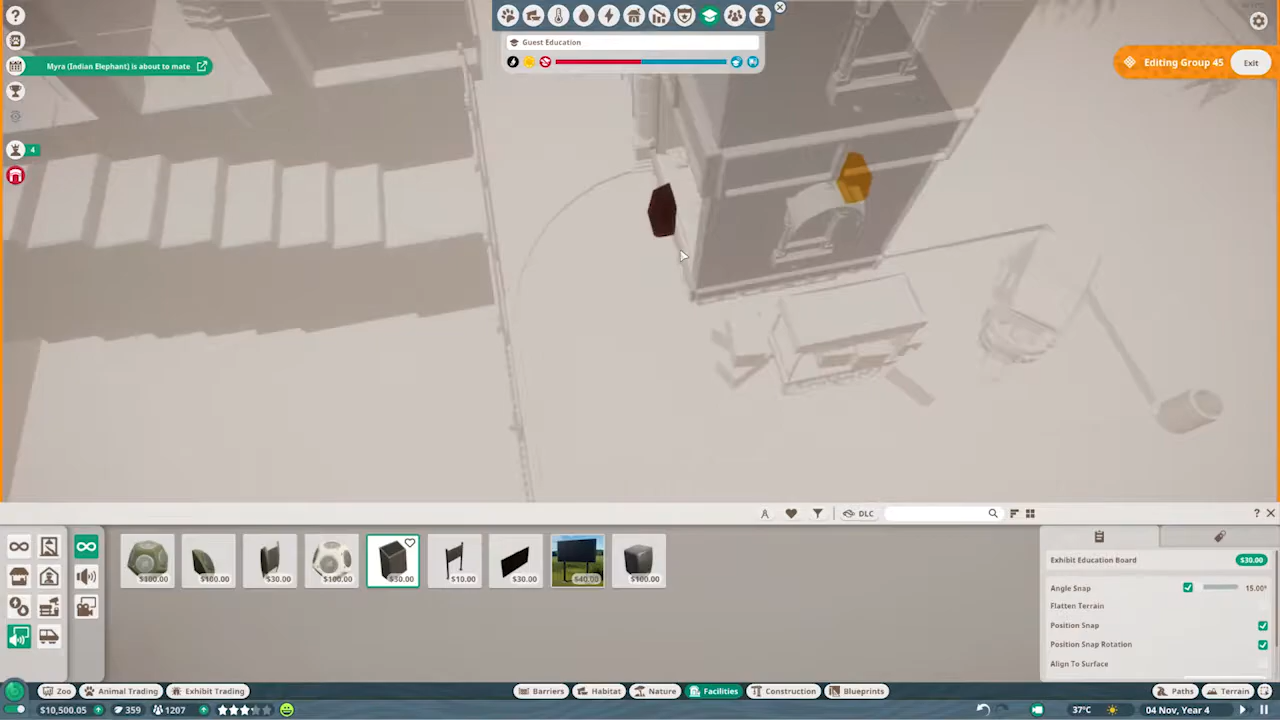 Guest Education
Myra (Indian Elephant) is about to mate
Editing Group 45
Exit
4
DLC
$100.00
$100.00
$30.00
$100.00
$30.00
$10.00
$30.00
$40.00
$100.00
Exhibit Education Board
$30.00
Angle Snap
15.00°
Flatten Terrain
Position Snap
Position Snap Rotation
Align To Surface
Zoo
Animal Trading
Exhibit Trading
Barriers
Habitat
Nature
Facilities
Construction
Blueprints
Paths
Terrain
$10,500.05
359
1207
37°C
04 Nov, Year 4